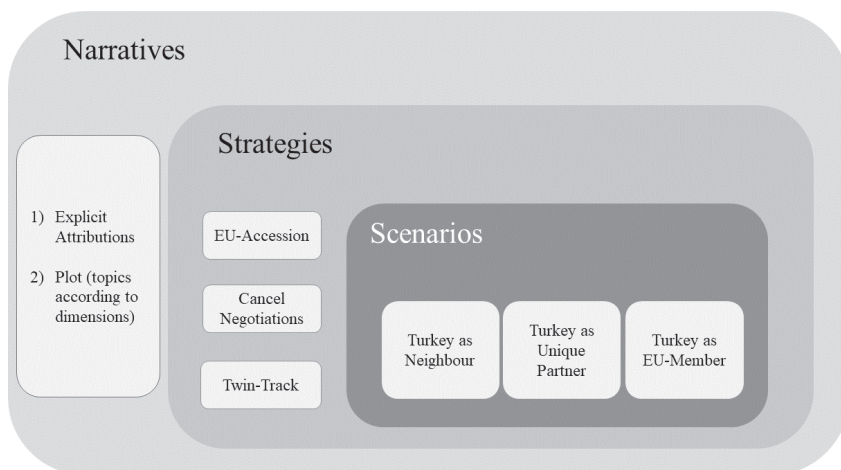 Narratives
Strategies
1) Explicit
Attributions
2) Plot (topics
according to
dimensions)
EU-Accession
Cancel
Negotiations
Twin-Track
Scenarios
Turkey as
Neighbour
Turkey as
Unique
Partner
Turkey as
EU-Member